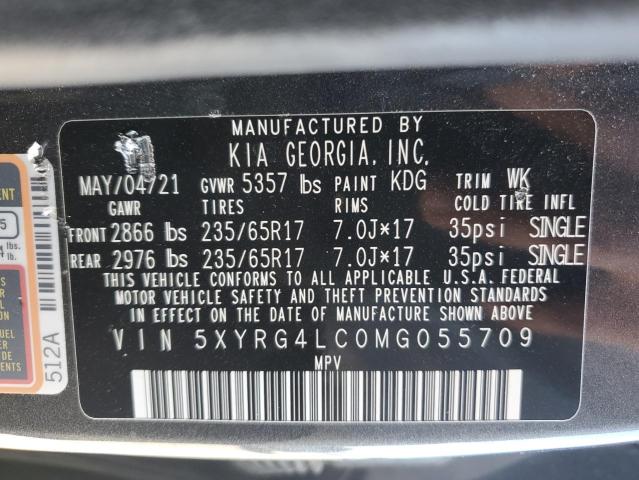 MANUFACTURED BY
KIA GEORGIA, INC.
MAY/04/21 GVWR 5357 lbs PAINT KDG TRIM WK
GAWR TIRES RIMS COLD TIRE INFL
FRONT 2866 lbs 235/65R17 7.0J*17 35psi SINGLE
REAR 2976 lbs 235/65R17 7.0J*17 35psi SINGLE
THIS VEHICLE CONFORMS TO ALL APPLICABLE U.S.A. FEDERAL
MOTOR VEHICLE SAFETY AND THEFT PREVENTION STANDARDS
IN EFFECT ON THE DATE OF MANUFACTURE SHOWN ABOVE.
VIN 5XYRG4LC0MG055709
MPV
5
lbs.
512A